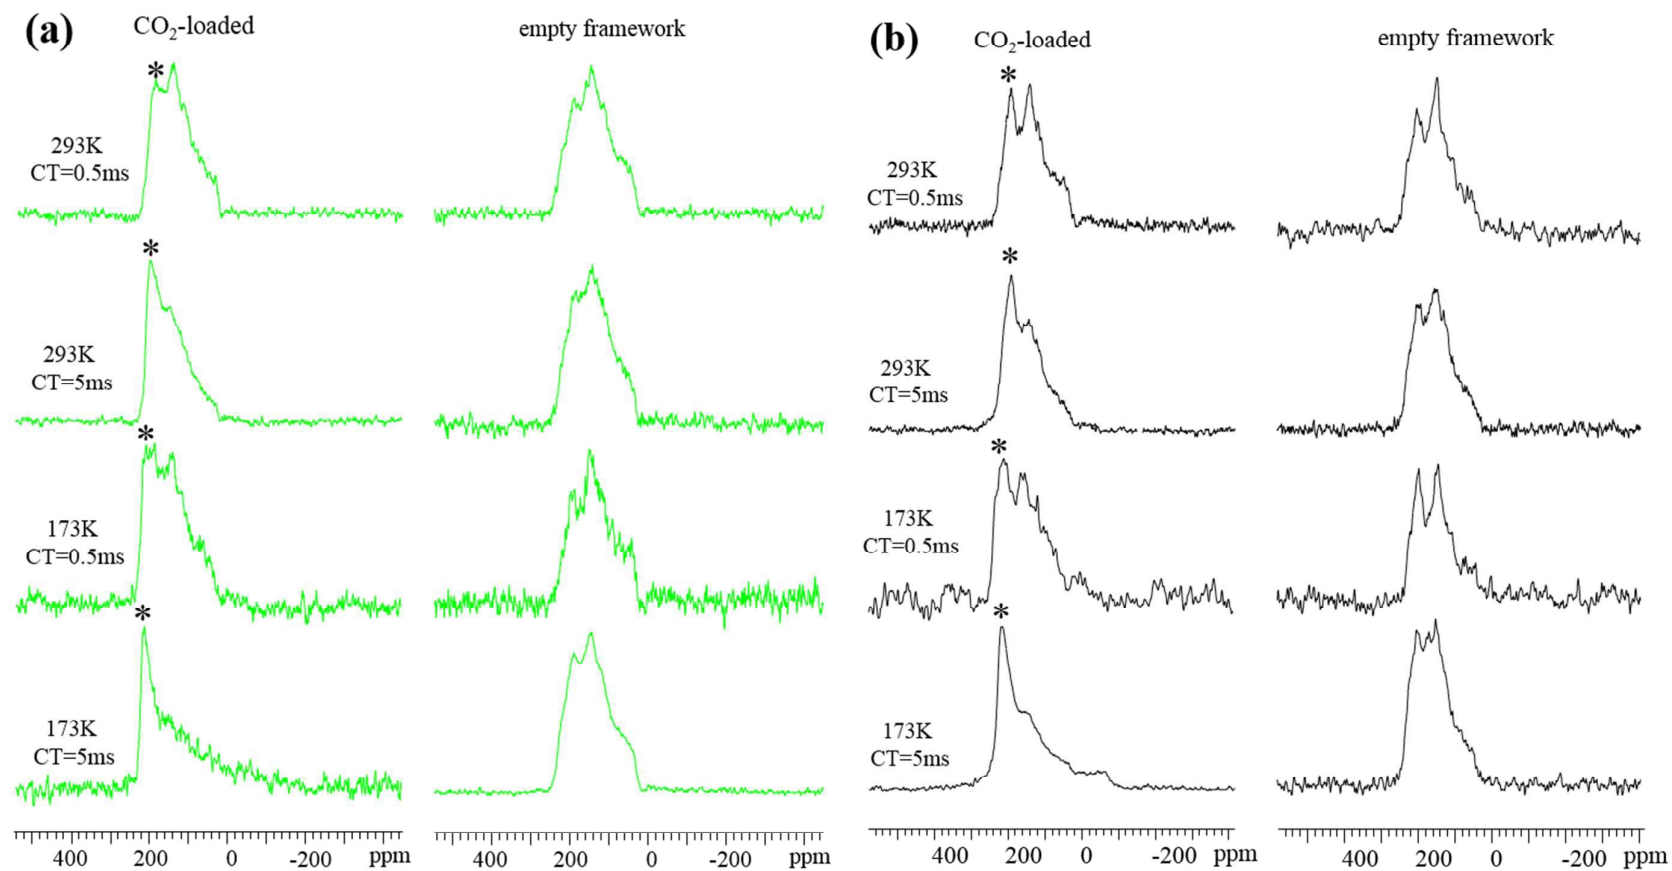 (a)
CO₂-loaded
empty framework
*
293K
CT=0.5ms
*
293K
CT=5ms
*
173K
CT=0.5ms
*
173K
CT=5ms
400 200 0 -200 ppm
400 200 0 -200 ppm
(b)
CO₂-loaded
empty framework
*
293K
CT=0.5ms
*
293K
CT=5ms
*
173K
CT=0.5ms
*
173K
CT=5ms
400 200 0 -200 ppm
400 200 0 -200 ppm